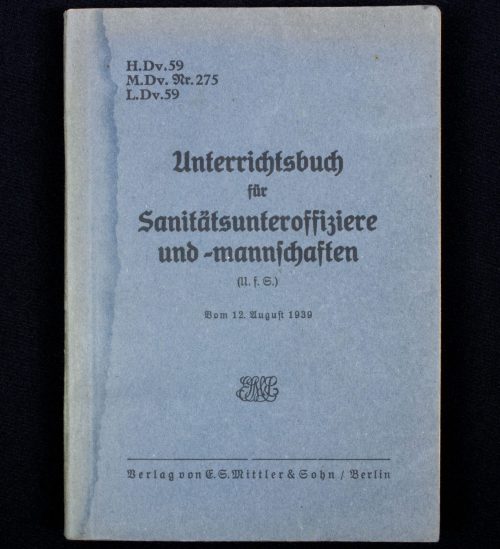 H.Dv.59
M.Dv. Nr. 275
L.Dv.59
Unterrichtsbuch
für
Sanitätsunteroffiziere
und -mannſchaften
(U. f. S.)
Vom 12. Auguſt 1939
Verlag von E. S. Mittler & Sohn / Berlin